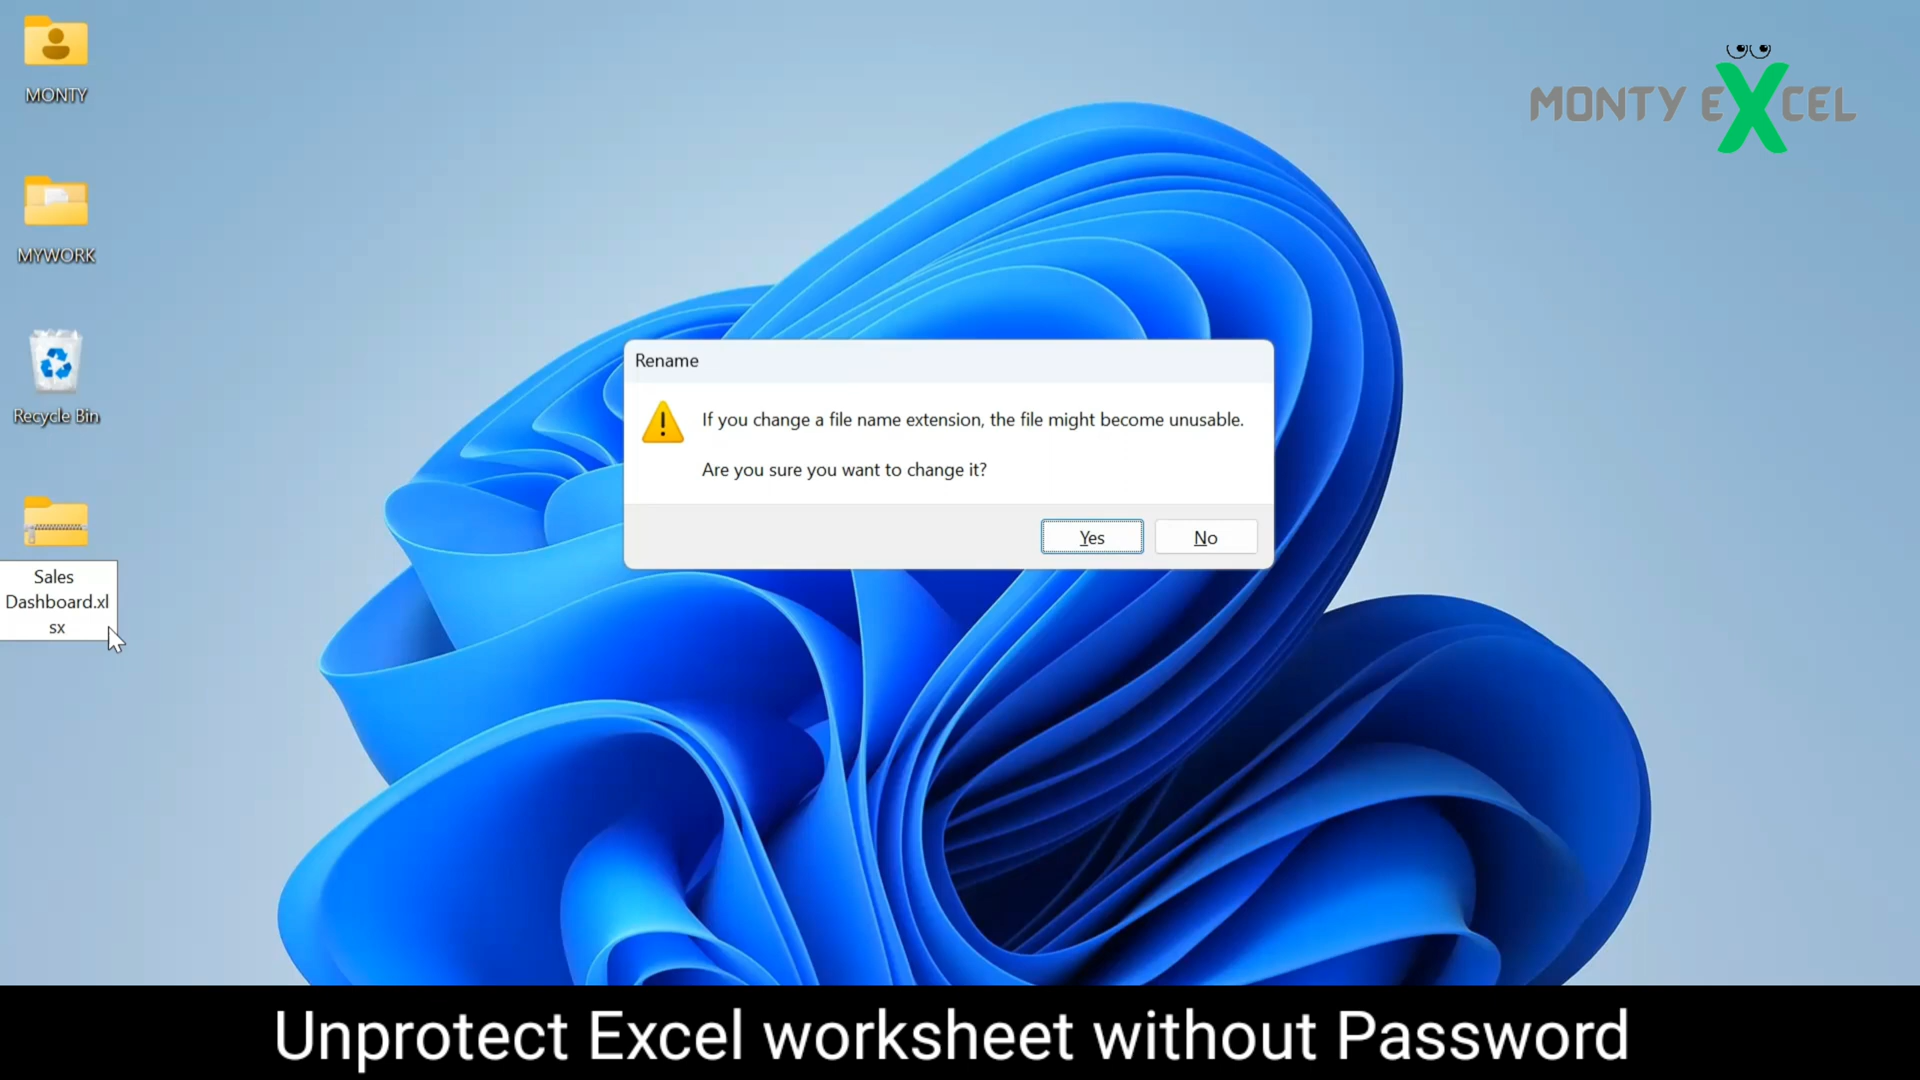 MONTY
MYWORK
Recycle Bin
Sales
Dashboard.xl
sx
MONTY EXCEL
Rename
If you change a file name extension, the file might become unusable.
Are you sure you want to change it?
Yes
No
Unprotect Excel worksheet without Password